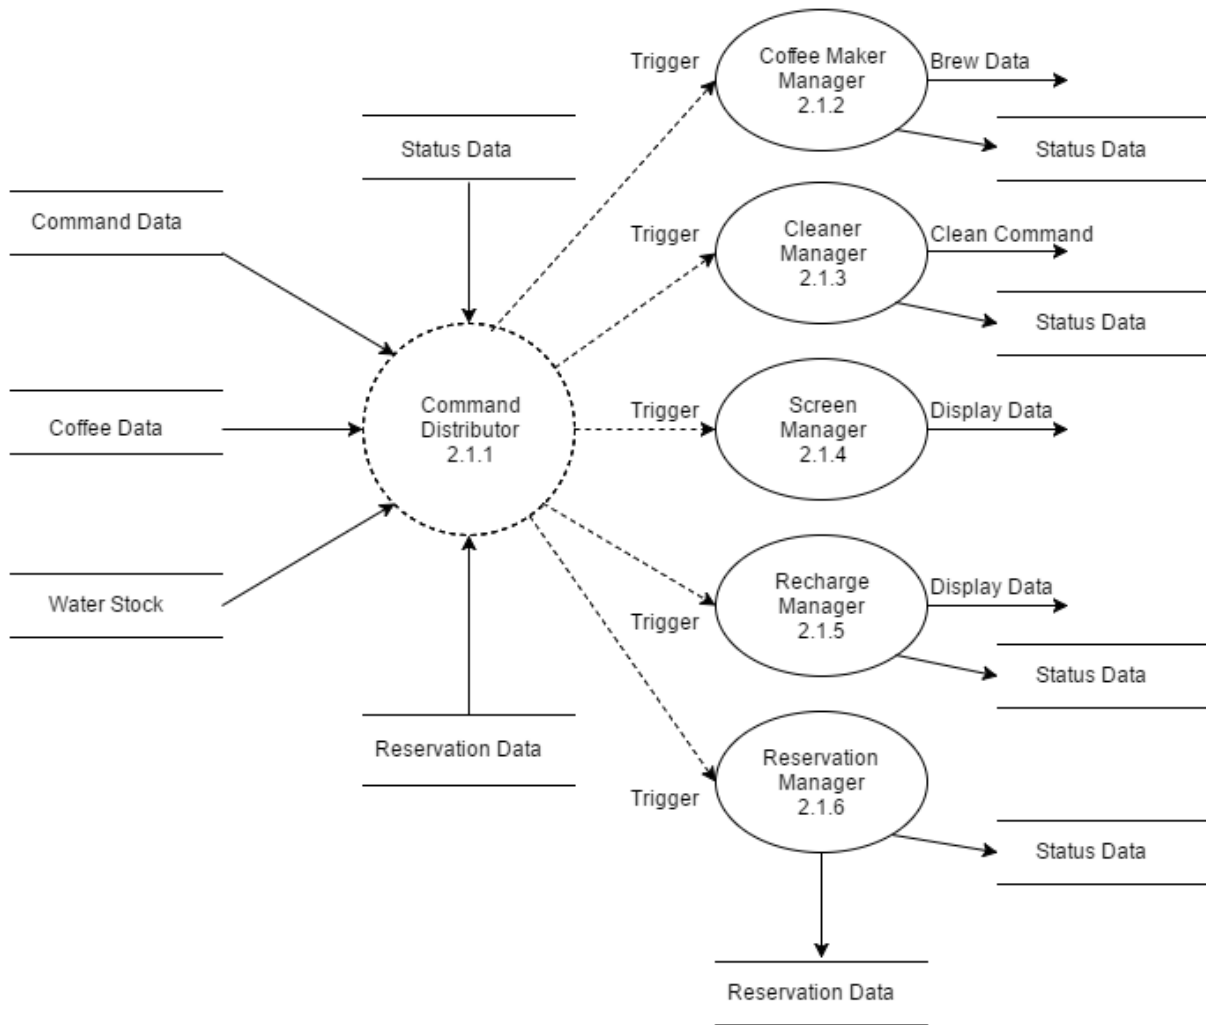 Trigger
Coffee Maker
Manager
2.1.2
Brew Data
Status Data
Status Data
Command Data
Trigger
Cleaner
Manager
2.1.3
Clean Command
Status Data
Coffee Data
Command
Distributor
2.1.1
Trigger
Screen
Manager
2.1.4
Display Data
Water Stock
Trigger
Recharge
Manager
2.1.5
Display Data
Status Data
Reservation Data
Trigger
Reservation
Manager
2.1.6
Status Data
Reservation Data